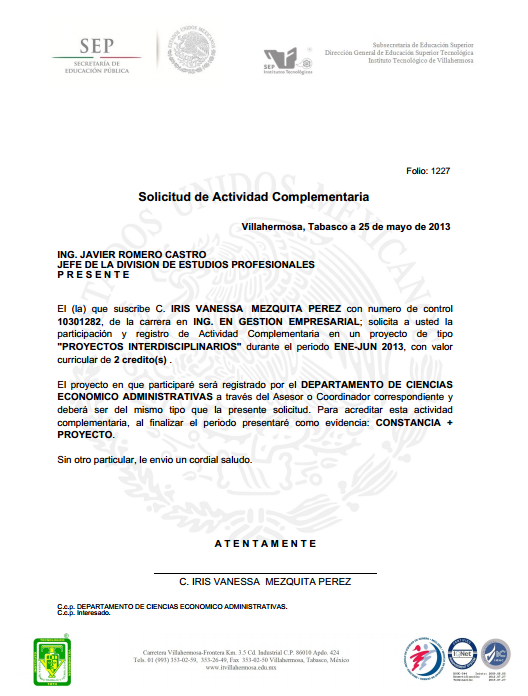 SEP
SECRETARÍA DE
EDUCACIÓN PÚBLICA
ESTADOS UNIDOS MEXICANOS
SEP
Institutos Tecnológicos
Subsecretaría de Educación Superior
Dirección General de Educación Superior Tecnológica
Instituto Tecnológico de Villahermosa
Folio: 1227
Solicitud de Actividad Complementaria
Villahermosa, Tabasco a 25 de mayo de 2013
ING. JAVIER ROMERO CASTRO
JEFE DE LA DIVISION DE ESTUDIOS PROFESIONALES
P R E S E N T E
El (la) que suscribe C. IRIS VANESSA MEZQUITA PEREZ con numero de control
10301282, de la carrera en ING. EN GESTION EMPRESARIAL; solicita a usted la
participación y registro de Actividad Complementaria en un proyecto de tipo
"PROYECTOS INTERDISCIPLINARIOS" durante el periodo ENE-JUN 2013, con valor
curricular de 2 credito(s) .
El proyecto en que participaré será registrado por el DEPARTAMENTO DE CIENCIAS
ECONOMICO ADMINISTRATIVAS a través del Asesor o Coordinador correspondiente y
deberá ser del mismo tipo que la presente solicitud. Para acreditar esta actividad
complementaria, al finalizar el período presentaré como evidencia: CONSTANCIA +
PROYECTO.
Sin otro particular, le envio un cordial saludo.
A T E N T A M E N T E
C. IRIS VANESSA MEZQUITA PEREZ
C.c.p. DEPARTAMENTO DE CIENCIAS ECONOMICO ADMINISTRATIVAS.
C.c.p. Interesado.
Carretera Villahermosa-Frontera Km. 3.5 Cd. Industrial C.P. 86010 Apdo. 424
Tels. 01 (993) 353-02-59, 353-26-49, Fax 353-02-50 Villahermosa, Tabasco, México
www.itvillahermosa.edu.mx
IQNet